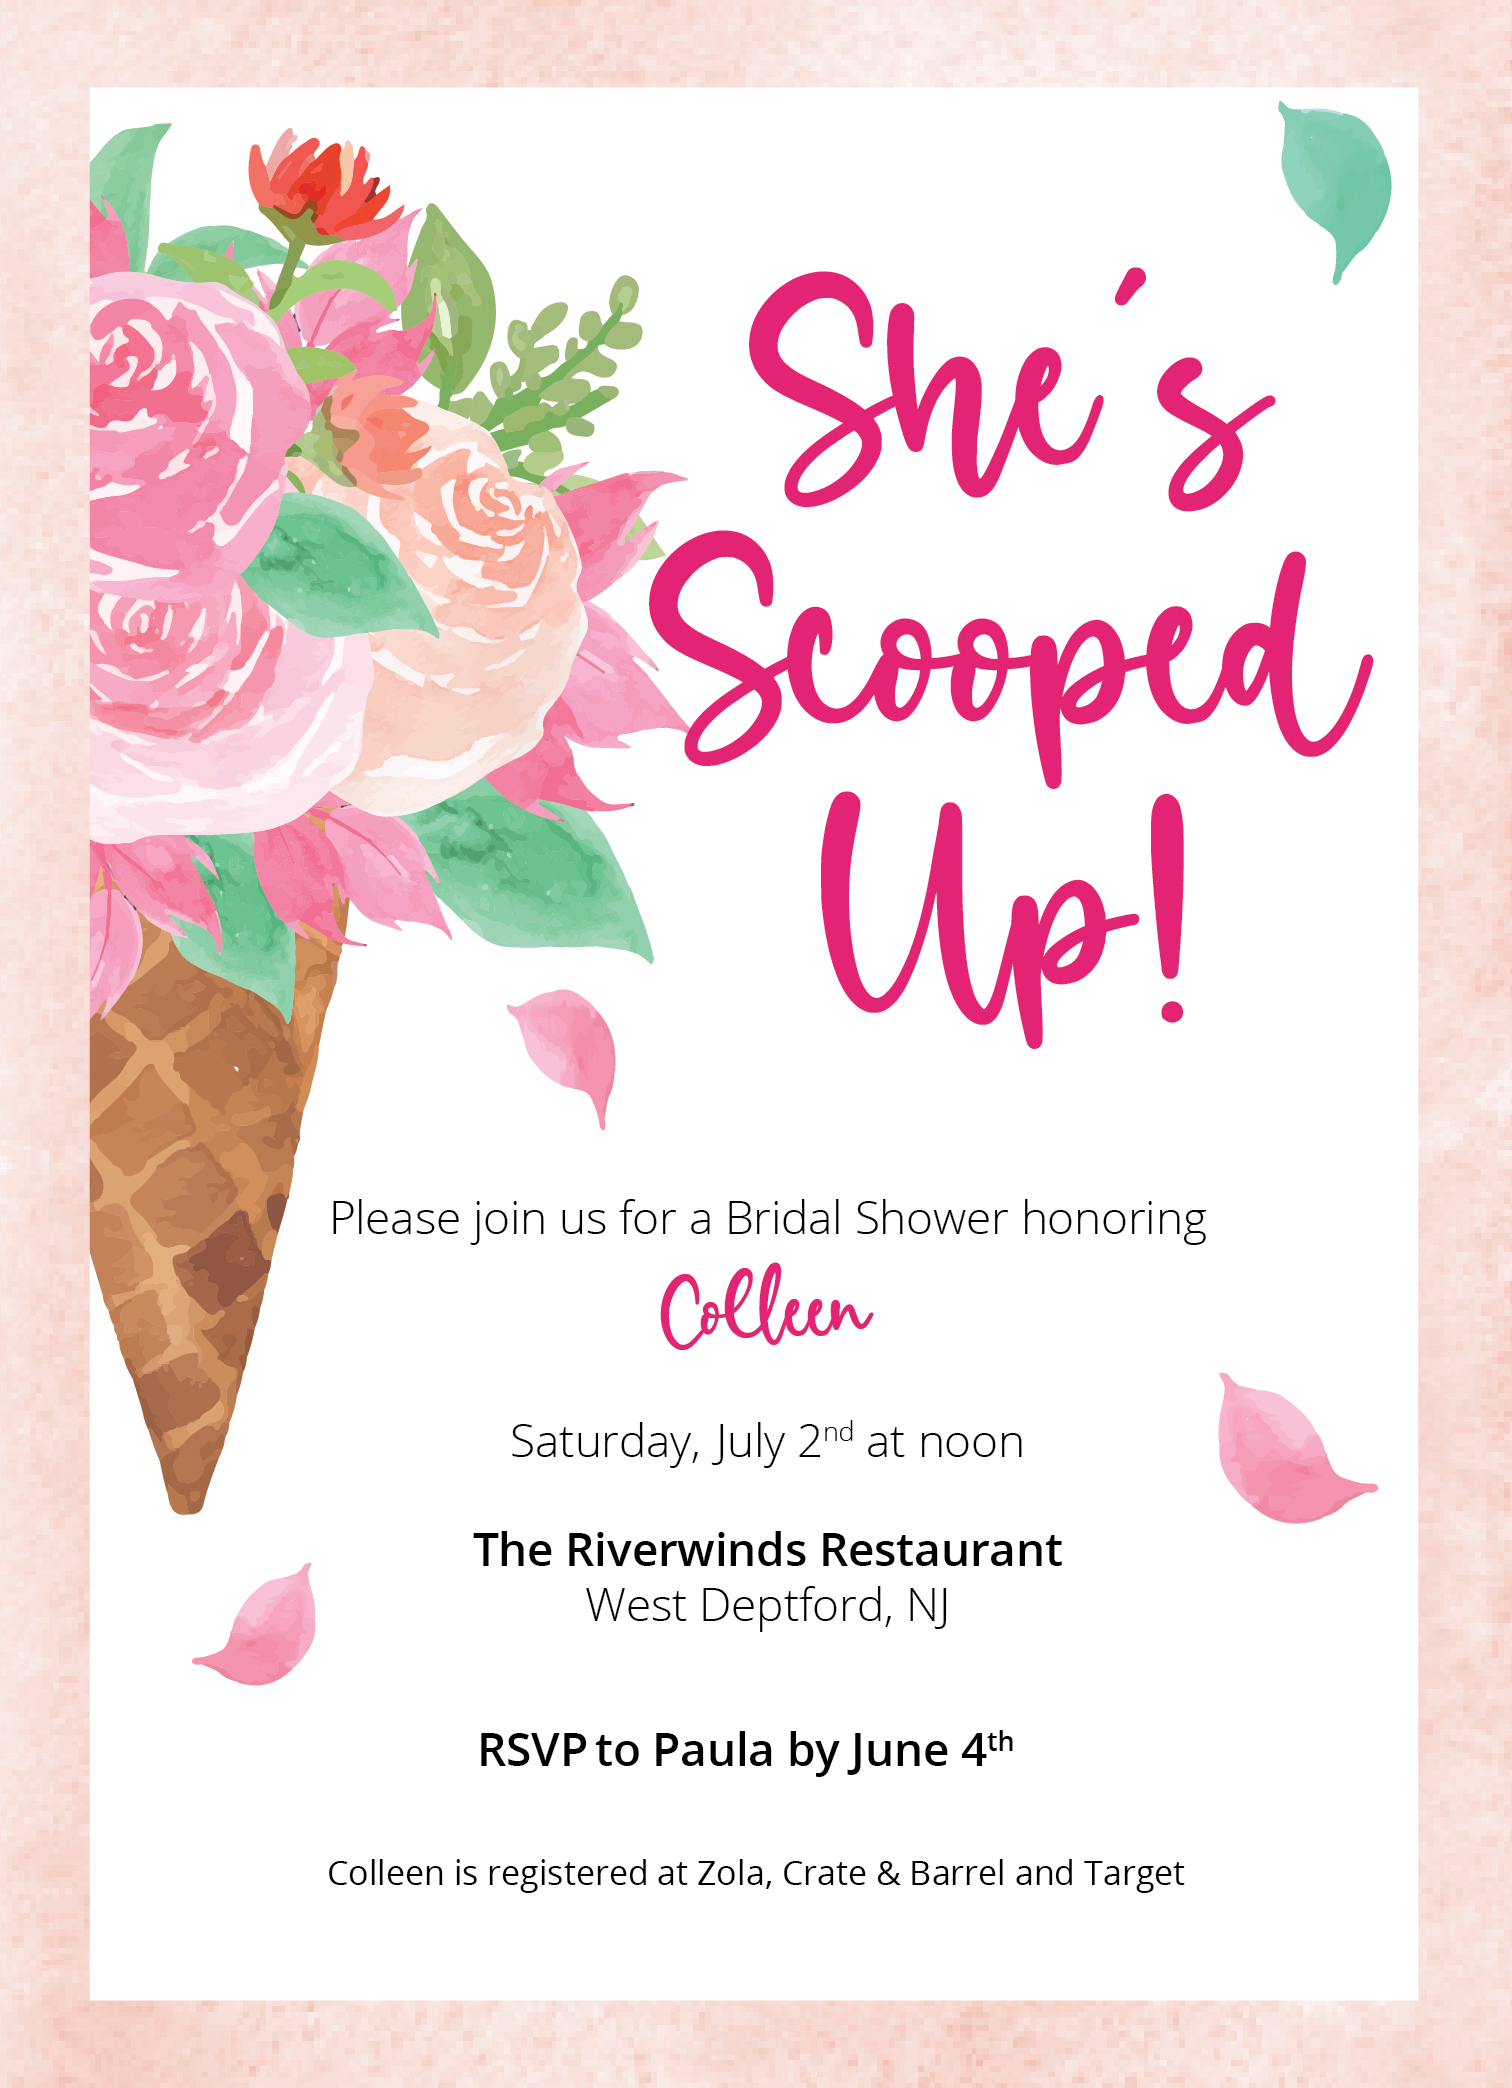 She's
Scooped
Up!
Please join us for a Bridal Shower honoring
Colleen
Saturday, July 2nd at noon
The Riverwinds Restaurant
West Deptford, NJ
RSVP to Paula by June 4th
Colleen is registered at Zola, Crate & Barrel and Target